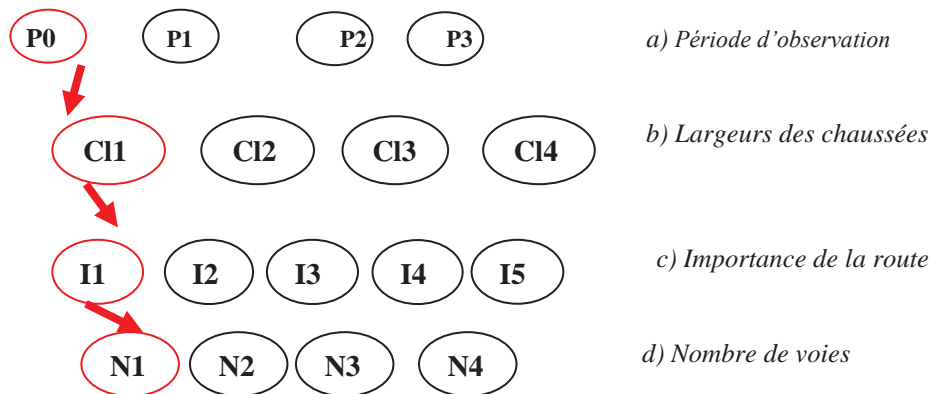 P0 P1 P2 P3 a) Période d’observation
Cl1 Cl2 Cl3 Cl4 b) Largeurs des chaussées
I1 I2 I3 I4 I5 c) Importance de la route
N1 N2 N3 N4 d) Nombre de voies